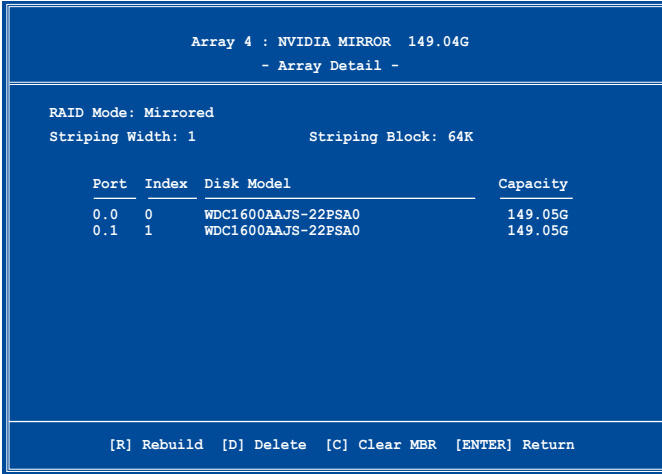 Array 4 : NVIDIA MIRROR 149.04G
- Array Detail -
RAID Mode: Mirrored
Striping Width: 1 Striping Block: 64K
Port Index Disk Model Capacity
0.0 0 WDC1600AAJS-22PSA0 149.05G
0.1 1 WDC1600AAJS-22PSA0 149.05G
[R] Rebuild [D] Delete [C] Clear MBR [ENTER] Return